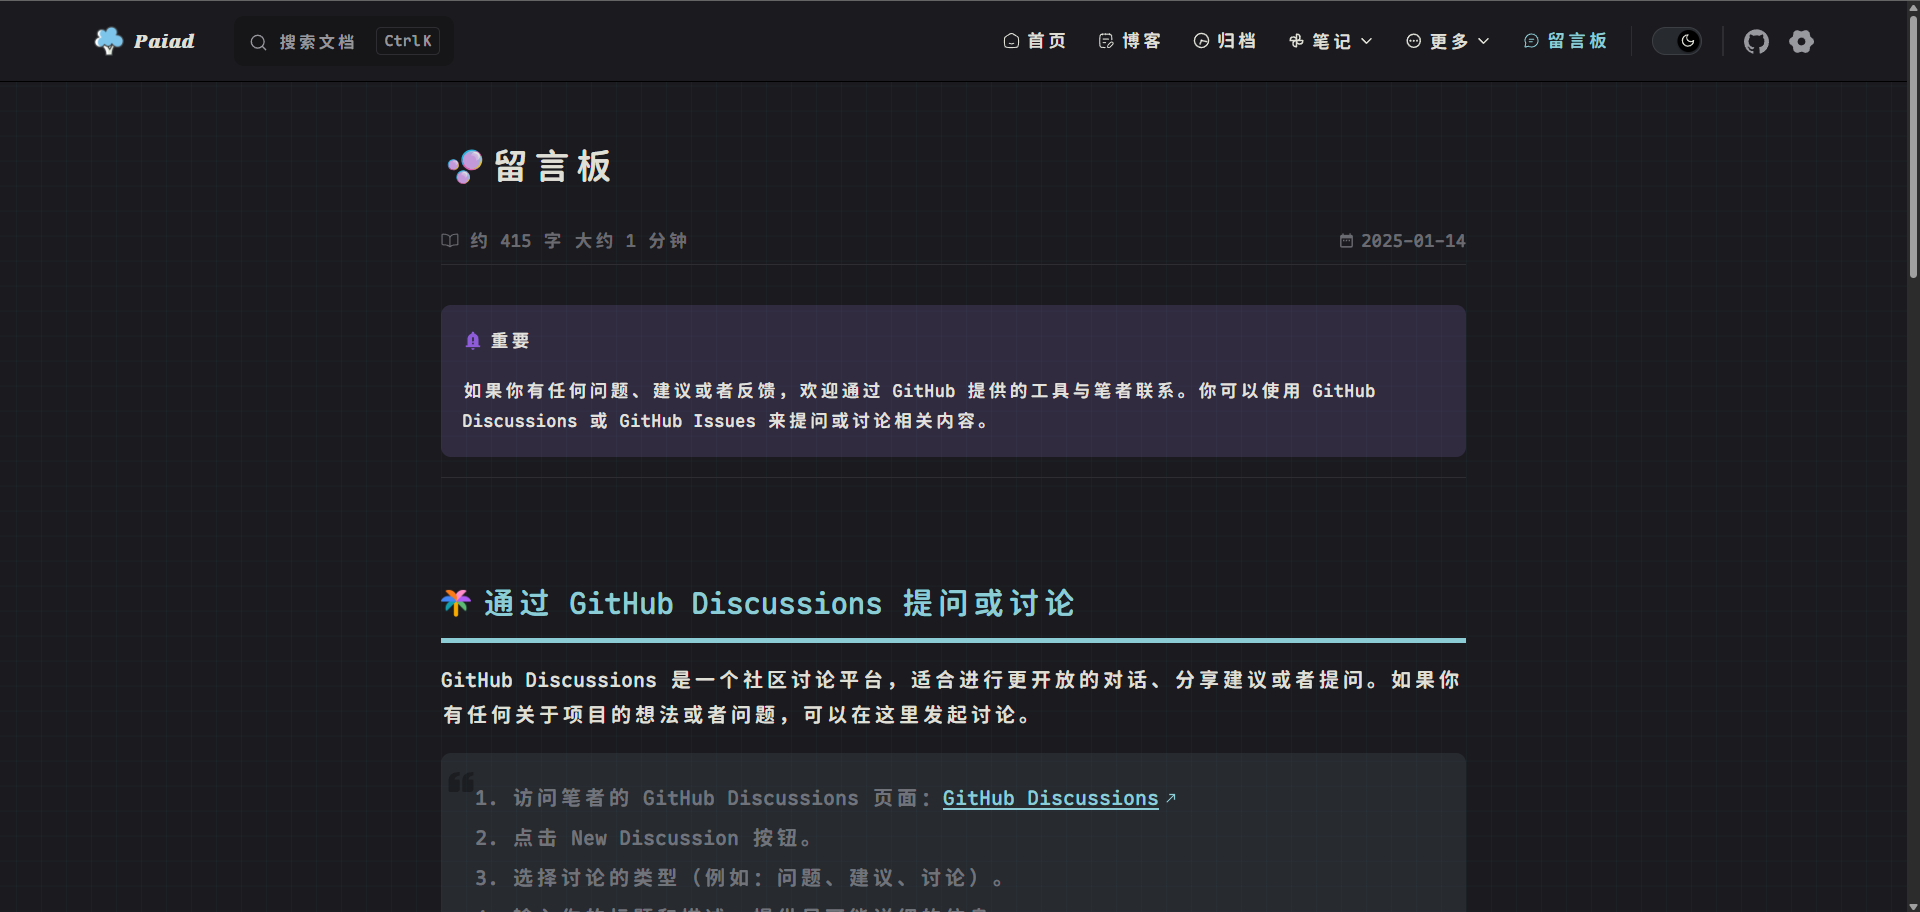 Paiad
搜索文档 Ctrl K
首页 博客 归档 笔记 更多 留言板
留言板
约 415 字 大约 1 分钟
2025-01-14
重要
如果你有任何问题、建议或者反馈，欢迎通过 GitHub 提供的工具与笔者联系。你可以使用 GitHub
Discussions 或 GitHub Issues 来提问或讨论相关内容。
通过 GitHub Discussions 提问或讨论
GitHub Discussions 是一个社区讨论平台，适合进行更开放的对话、分享建议或者提问。如果你
有任何关于项目的想法或者问题，可以在这里发起讨论。
1. 访问笔者的 GitHub Discussions 页面：GitHub Discussions
2. 点击 New Discussion 按钮。
3. 选择讨论的类型（例如：问题、建议、讨论）。